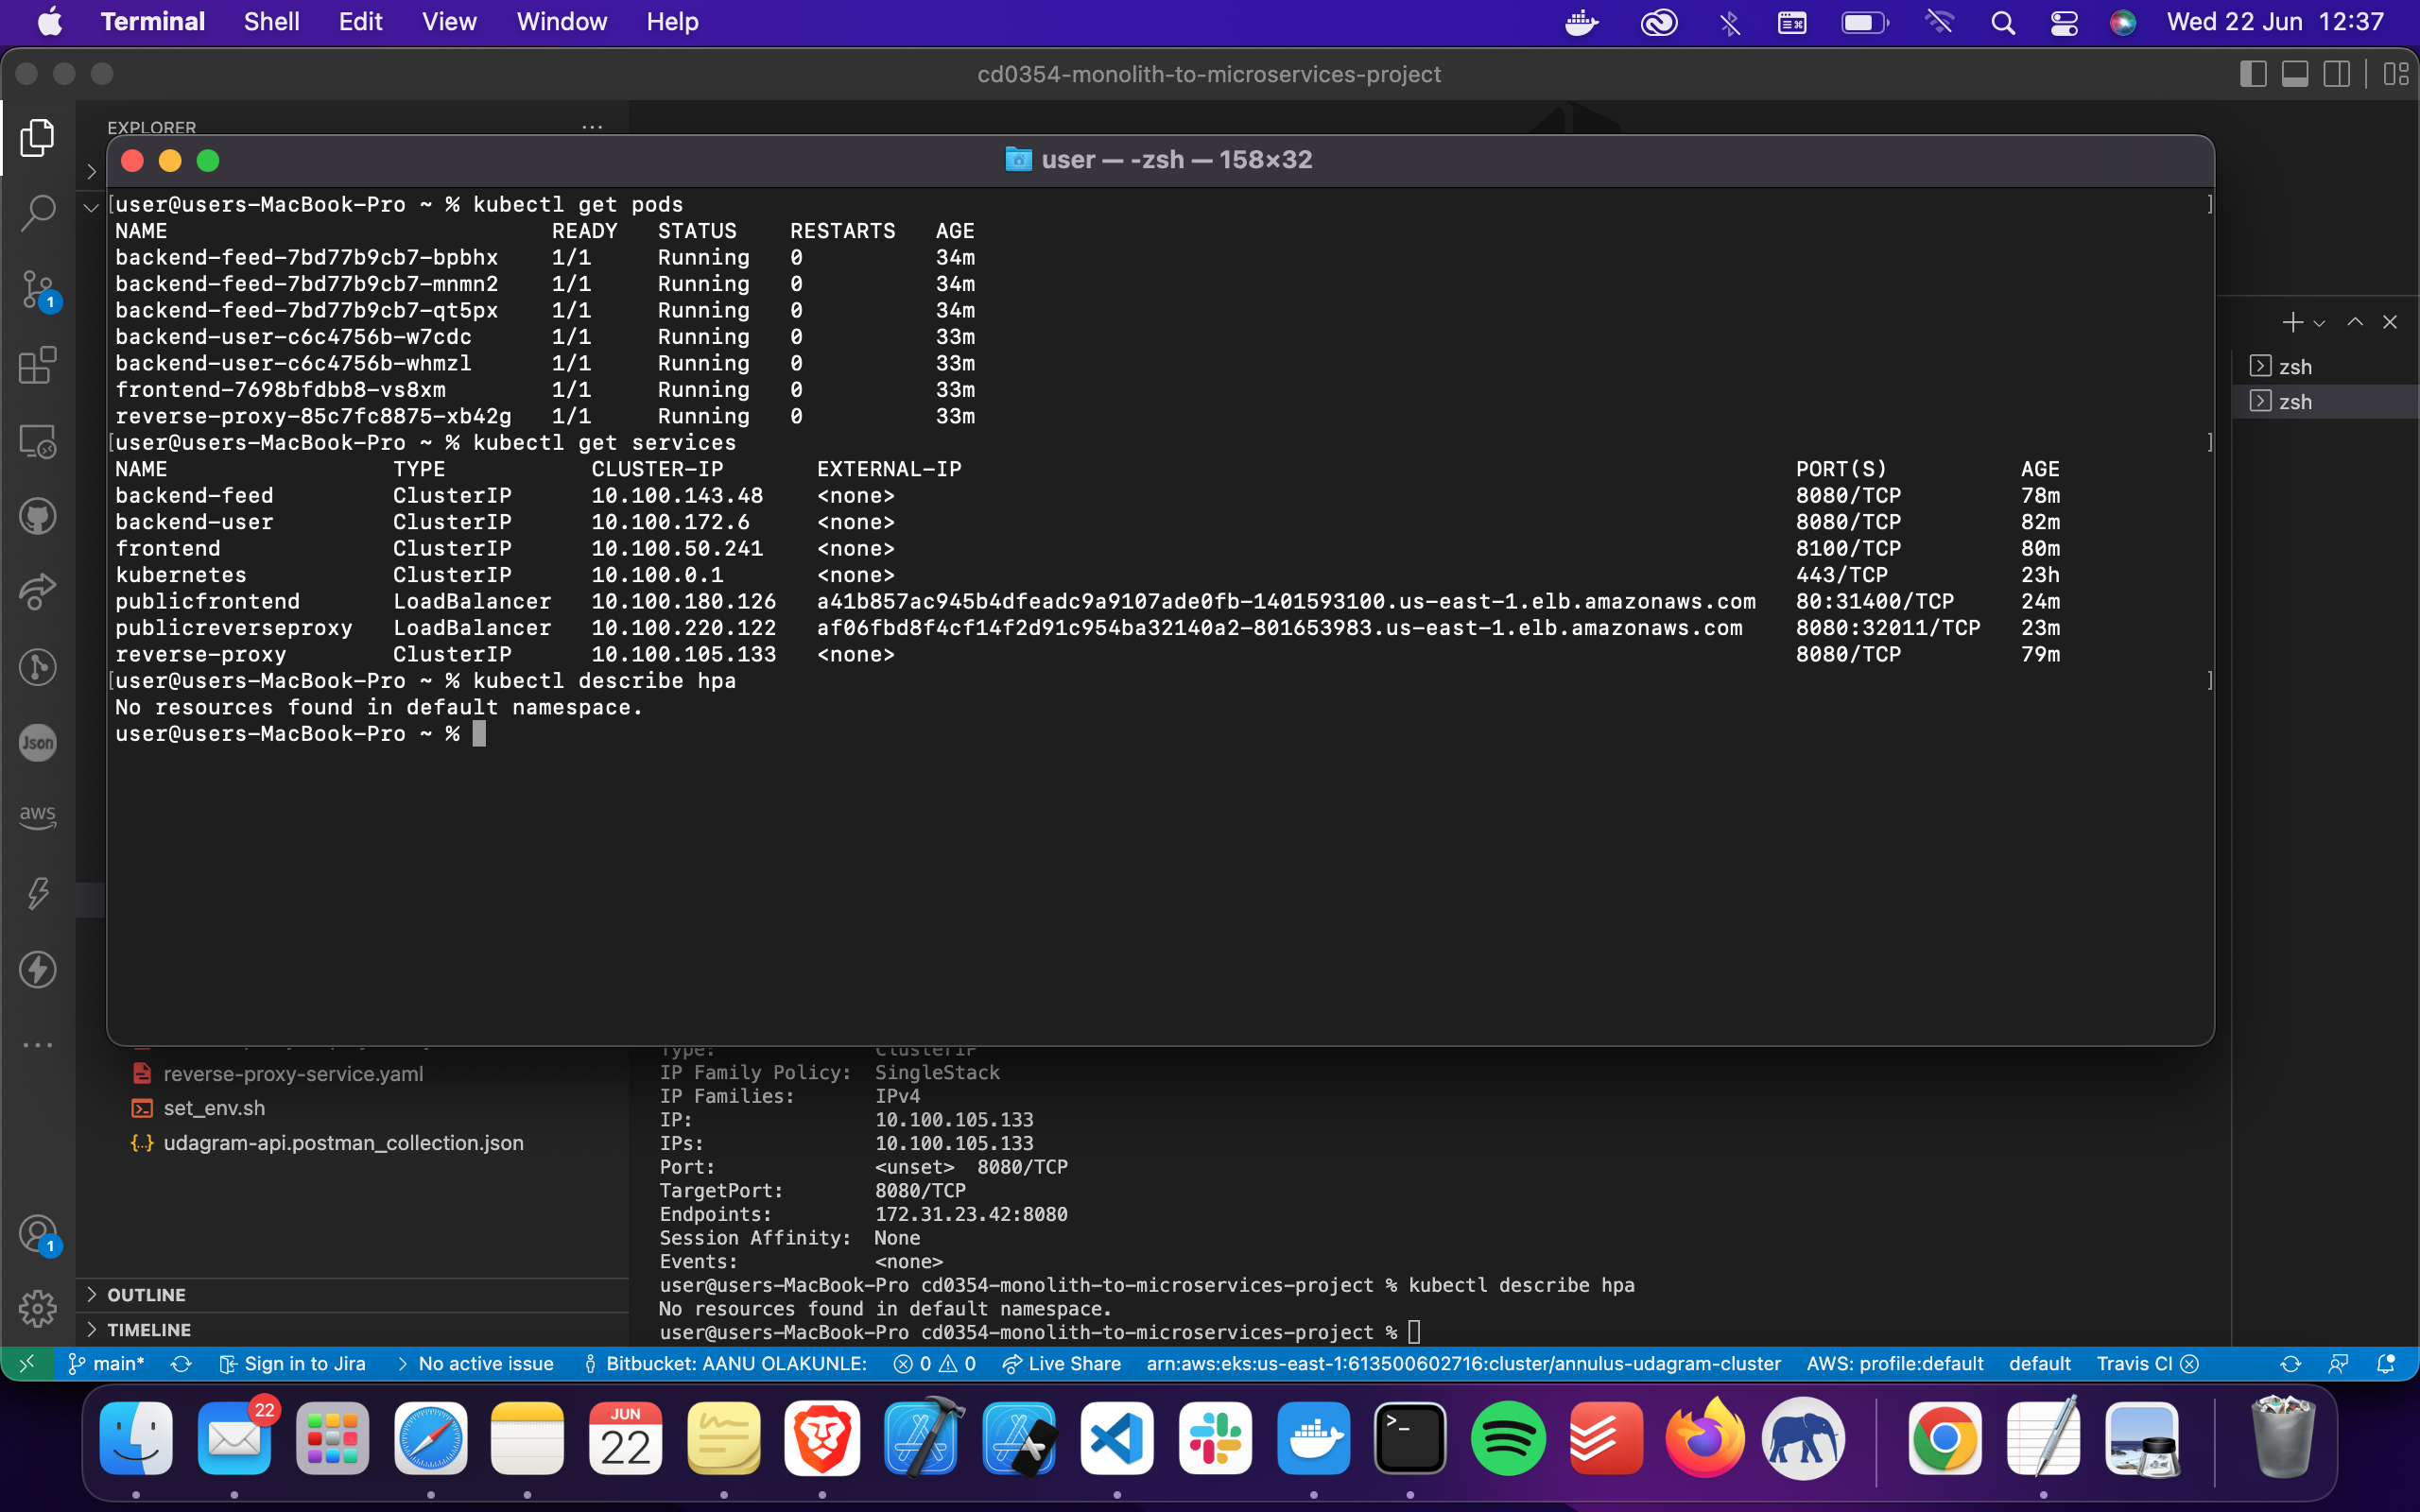 Terminal Shell Edit View Window Help Wed 22 Jun 12:37
cd0354-monolith-to-microservices-project
EXPLORER
user — -zsh — 158×32
user@users-MacBook-Pro ~ % kubectl get pods
NAME READY STATUS RESTARTS AGE
backend-feed-7bd77b9cb7-bpbhx 1/1 Running 0 34m
backend-feed-7bd77b9cb7-mnmn2 1/1 Running 0 34m
backend-feed-7bd77b9cb7-qt5px 1/1 Running 0 34m
backend-user-c6c4756b-w7cdc 1/1 Running 0 33m
backend-user-c6c4756b-whmzl 1/1 Running 0 33m
frontend-7698bfdbb8-vs8xm 1/1 Running 0 33m
reverse-proxy-85c7fc8875-xb42g 1/1 Running 0 33m
user@users-MacBook-Pro ~ % kubectl get services
NAME TYPE CLUSTER-IP EXTERNAL-IP PORT(S) AGE
backend-feed ClusterIP 10.100.143.48 <none> 8080/TCP 78m
backend-user ClusterIP 10.100.172.6 <none> 8080/TCP 82m
frontend ClusterIP 10.100.50.241 <none> 8100/TCP 80m
kubernetes ClusterIP 10.100.0.1 <none> 443/TCP 23h
publicfrontend LoadBalancer 10.100.180.126 a41b857ac945b4dfeadc9a9107ade0fb-1401593100.us-east-1.elb.amazonaws.com 80:31400/TCP 24m
publicreverseproxy LoadBalancer 10.100.220.122 af06fbd8f4cf14f2d91c954ba32140a2-801653983.us-east-1.elb.amazonaws.com 8080:32011/TCP 23m
reverse-proxy ClusterIP 10.100.105.133 <none> 8080/TCP 79m
user@users-MacBook-Pro ~ % kubectl describe hpa
No resources found in default namespace.
user@users-MacBook-Pro ~ %
zsh
zsh
1
Json
aws
1
reverse-proxy-service.yaml
set_env.sh
udagram-api.postman_collection.json
OUTLINE
TIMELINE
Type: ClusterIP
IP Family Policy: SingleStack
IP Families: IPv4
IP: 10.100.105.133
IPs: 10.100.105.133
Port: <unset> 8080/TCP
TargetPort: 8080/TCP
Endpoints: 172.31.23.42:8080
Session Affinity: None
Events: <none>
user@users-MacBook-Pro cd0354-monolith-to-microservices-project % kubectl describe hpa
No resources found in default namespace.
user@users-MacBook-Pro cd0354-monolith-to-microservices-project %
main* Sign in to Jira No active issue Bitbucket: AANU OLAKUNLE: 0 0 Live Share arn:aws:eks:us-east-1:613500602716:cluster/annulus-udagram-cluster AWS: profile:default default Travis CI
22
JUN
22